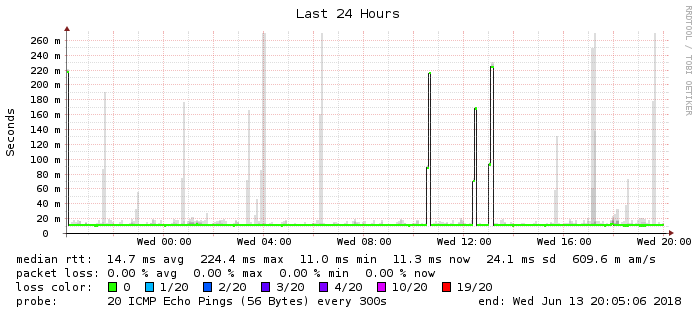 Last 24 Hours
RRDTOOL / TOBI OETIKER
Seconds
260 m
240 m
220 m
200 m
180 m
160 m
140 m
120 m
100 m
80 m
60 m
40 m
20 m
0
Wed 00:00 Wed 04:00 Wed 08:00 Wed 12:00 Wed 16:00 Wed 20:00
median rtt: 14.7 ms avg 224.4 ms max 11.0 ms min 11.3 ms now 24.1 ms sd 609.6 m am/s
packet loss: 0.00 % avg 0.00 % max 0.00 % min 0.00 % now
loss color: 0 1/20 2/20 3/20 4/20 10/20 19/20
probe: 20 ICMP Echo Pings (56 Bytes) every 300s end: Wed Jun 13 20:05:06 2018